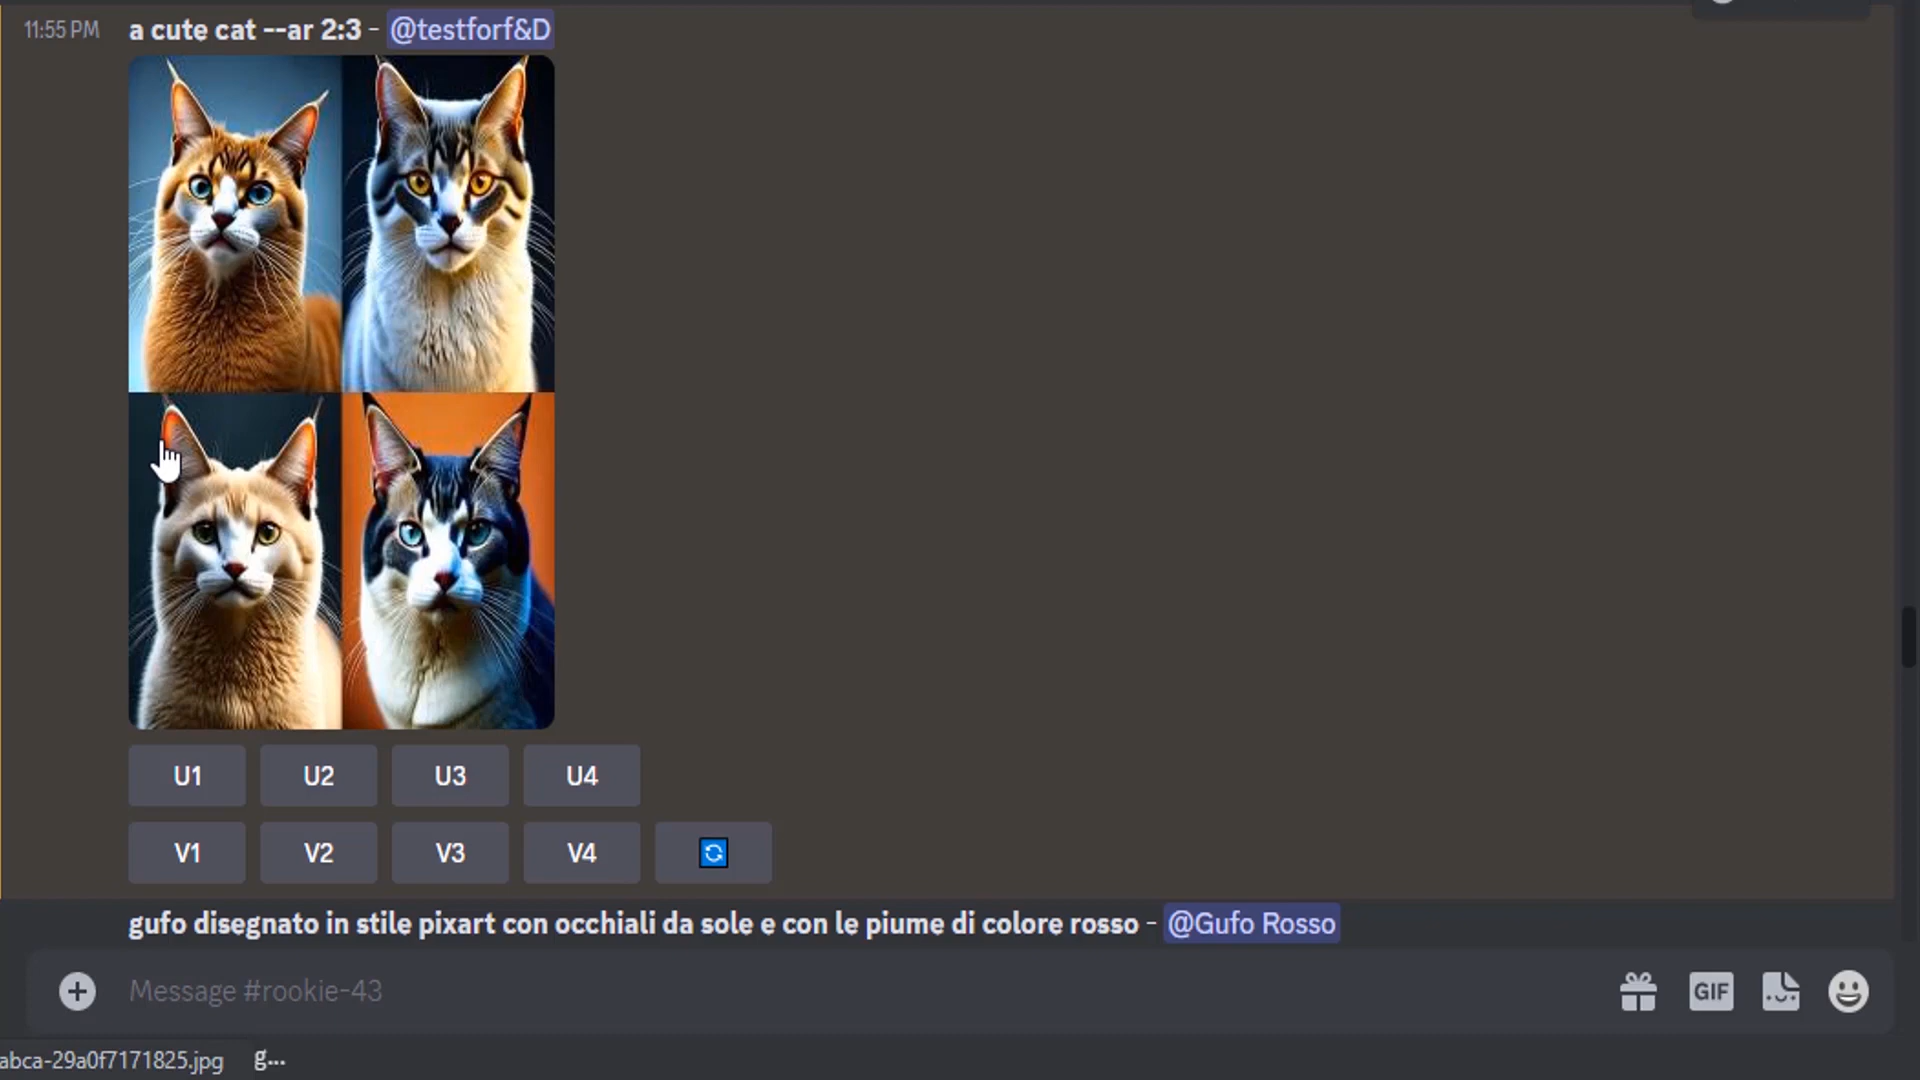 11:55 PM a cute cat --ar 2:3 - @testforf&D
U1 U2 U3 U4
V1 V2 V3 V4
gufo disegnato in stile pixart con occhiali da sole e con le piume di colore rosso - @Gufo Rosso
Message #rookie-43
GIF
abca-29a0f7171825.jpg g...